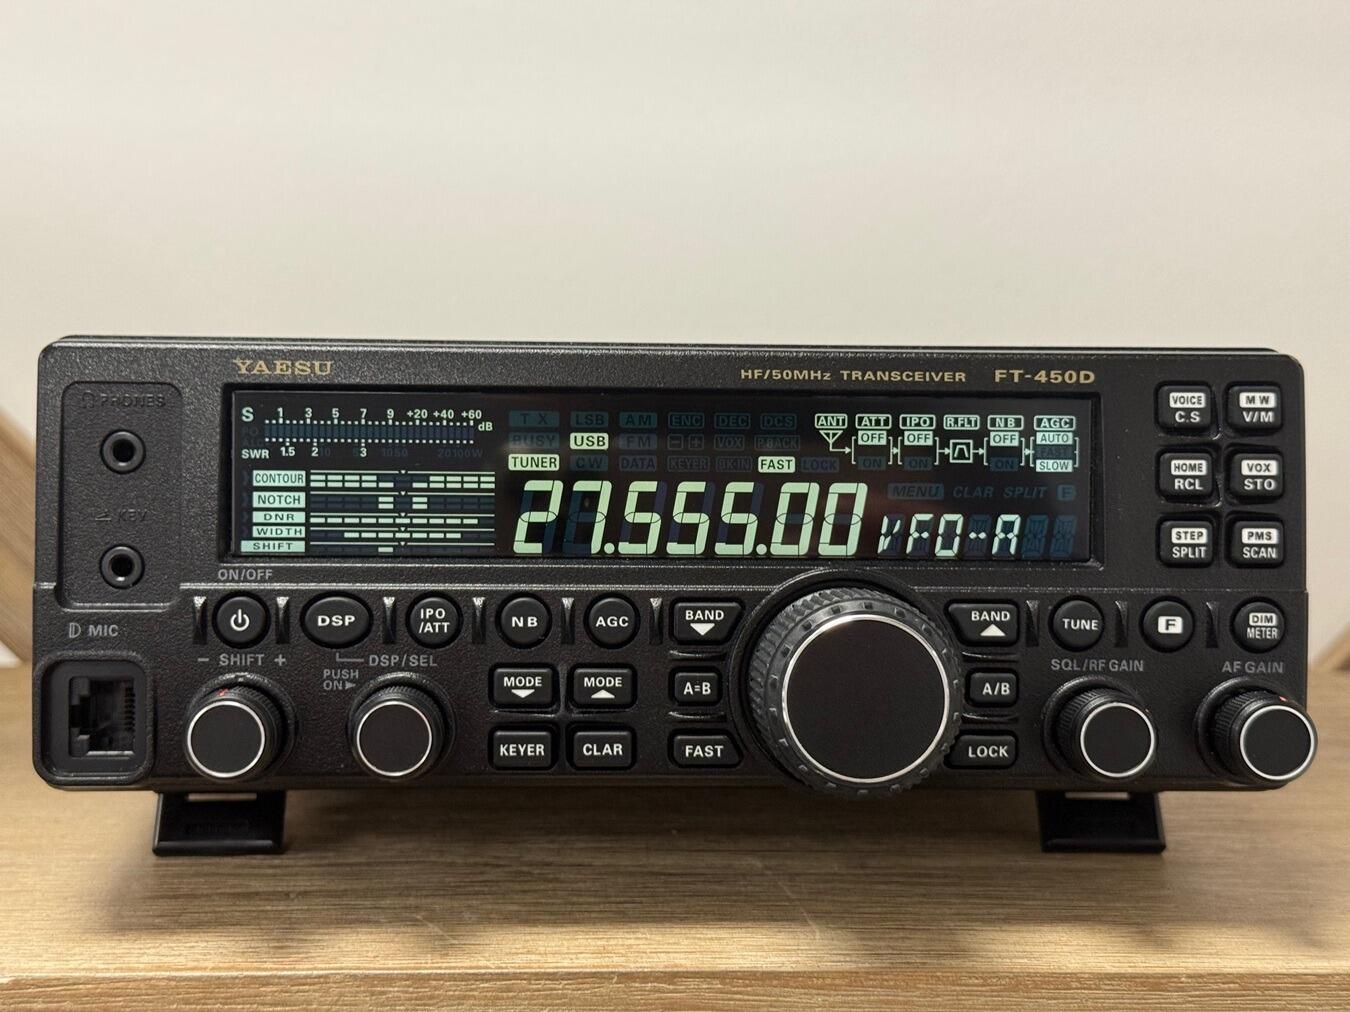 YAESU
HF/50MHz TRANSCEIVER FT-450D
PHONES
KEY
MIC
S 1 3 5 7 9 +20 +40 +60 dB
SWR 1.5 2 3
CONTOUR
NOTCH
DNR
WIDTH
SHIFT
TX LSB AM ENC DEC DCS
BUSY USB FM - + VOX P.BACK
TUNER CW DATA KEYER BK-IN FAST LOCK
ANT ATT IPO R.FLT NB AGC
OFF OFF OFF AUTO
FAST
ON ON ON SLOW
MENU CLAR SPLIT F
27.555.00 VFO-A
VOICE C.S
M W V/M
HOME RCL
VOX STO
STEP SPLIT
PMS SCAN
ON/OFF
DSP
IPO /ATT
NB
AGC
BAND
BAND
TUNE
F
DIM METER
- SHIFT +
DSP/SEL
PUSH ON
MODE
MODE
A=B
A/B
SQL/RF GAIN
AF GAIN
KEYER
CLAR
FAST
LOCK